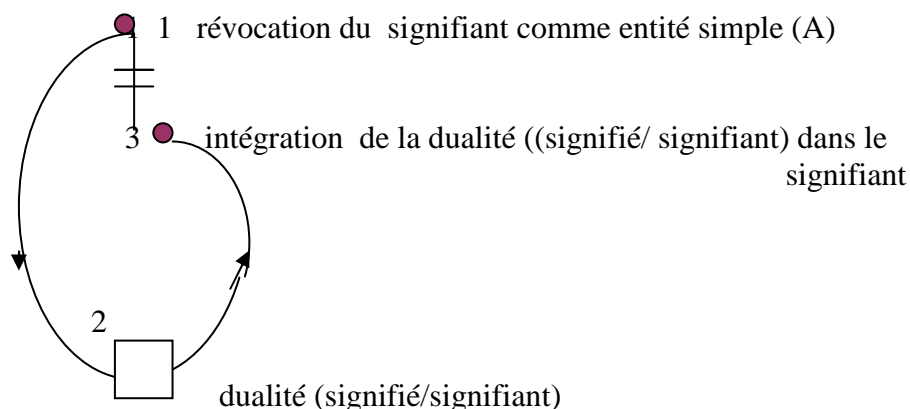 1 révocation du signifiant comme entité simple (A)
3 intégration de la dualité ((signifié/ signifiant) dans le
signifiant
2
dualité (signifié/signifiant)